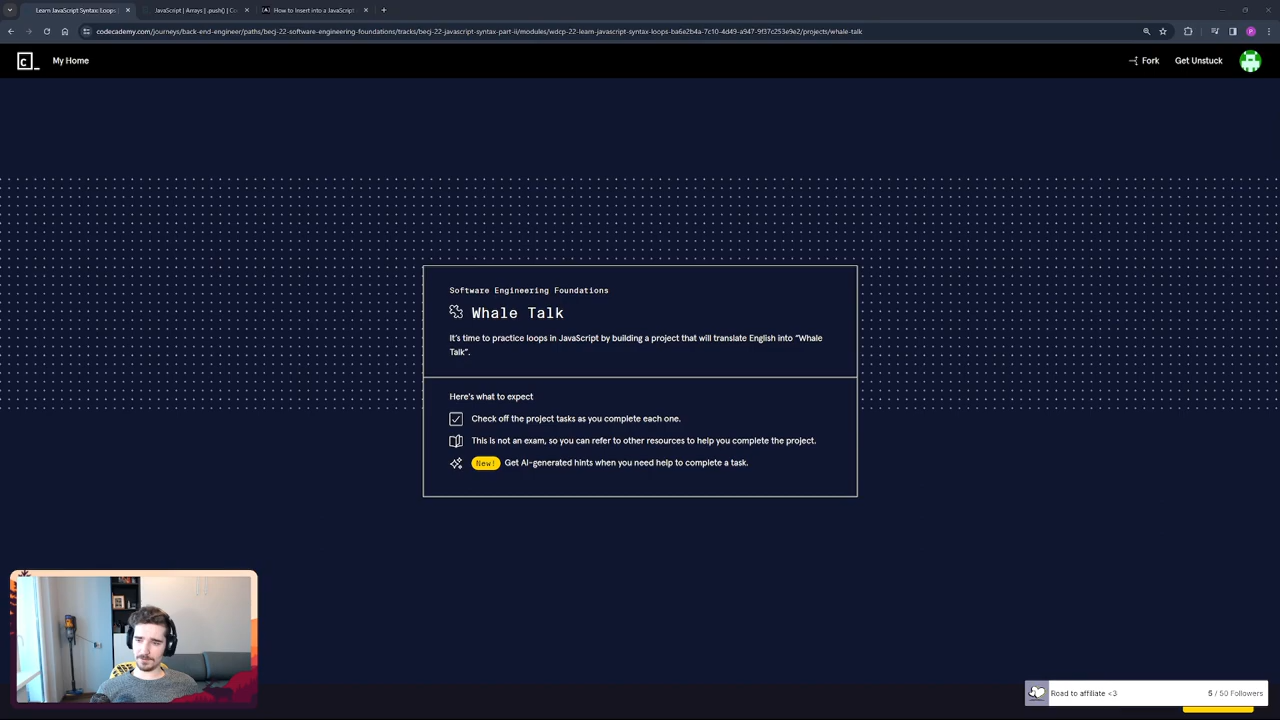 Learn JavaScript Syntax: Loops
JavaScript | Arrays | .push() | Co
How to Insert into a JavaScript
codecademy.com/journeys/back-end-engineer/paths/becj-22-software-engineering-foundations/tracks/becj-22-javascript-syntax-part-ii/modules/wdcp-22-learn-javascript-syntax-loops-ba6e2b4a-7c60-4d49-a947-9f37c253e9e2/projects/whale-talk
My Home
Fork
Get Unstuck
Software Engineering Foundations
Whale Talk
It's time to practice loops in JavaScript by building a project that will translate English into "Whale
Talk".
Here's what to expect
Check off the project tasks as you complete each one.
This is not an exam, so you can refer to other resources to help you complete the project.
New! Get AI-generated hints when you need help to complete a task.
Road to affiliate <3
5 / 50 Followers